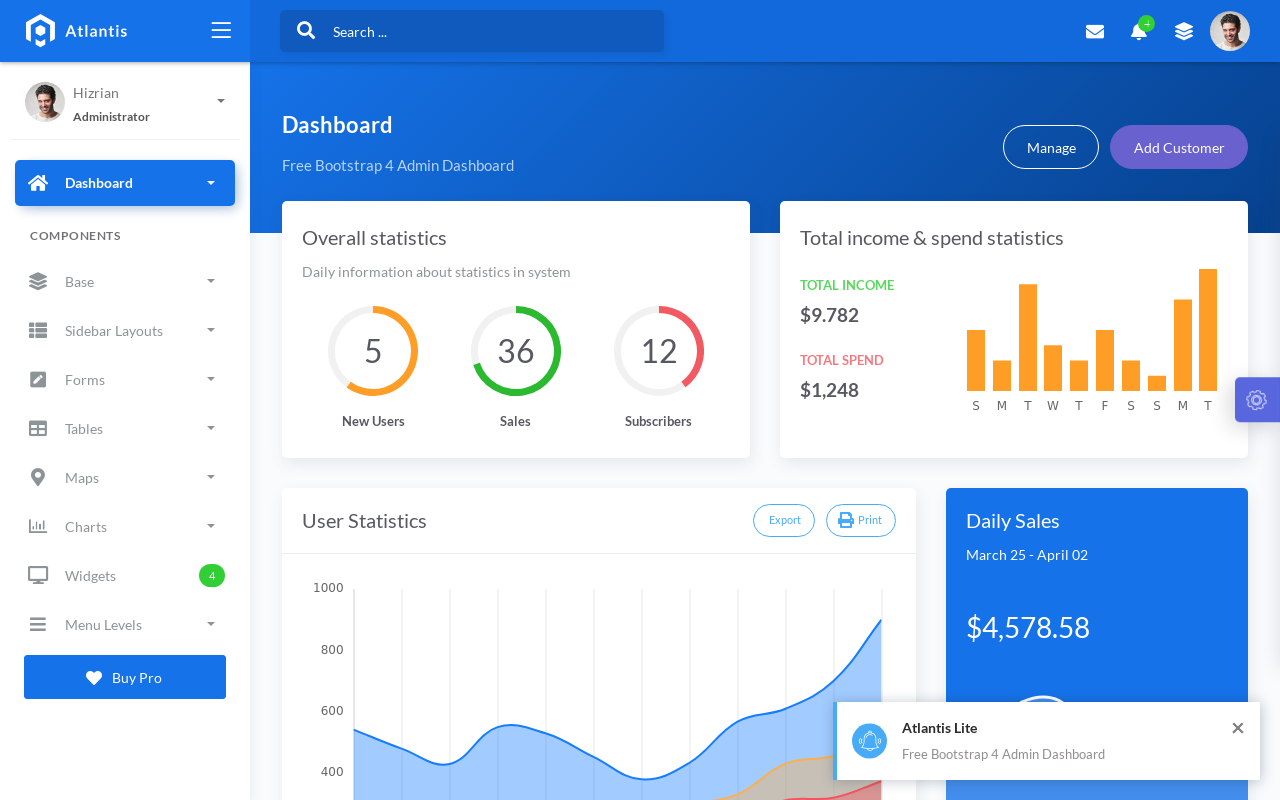 Atlantis
Search ...
4
Hizrian
Administrator
Dashboard
COMPONENTS
Base
Sidebar Layouts
Forms
Tables
Maps
Charts
Widgets
4
Menu Levels
Buy Pro
Dashboard
Free Bootstrap 4 Admin Dashboard
Manage
Add Customer
Overall statistics
Daily information about statistics in system
5
36
12
New Users
Sales
Subscribers
Total income & spend statistics
TOTAL INCOME
$9.782
TOTAL SPEND
$1,248
S M T W T F S S M T
User Statistics
Export
Print
1000
800
600
400
Daily Sales
March 25 - April 02
$4,578.58
Atlantis Lite
Free Bootstrap 4 Admin Dashboard